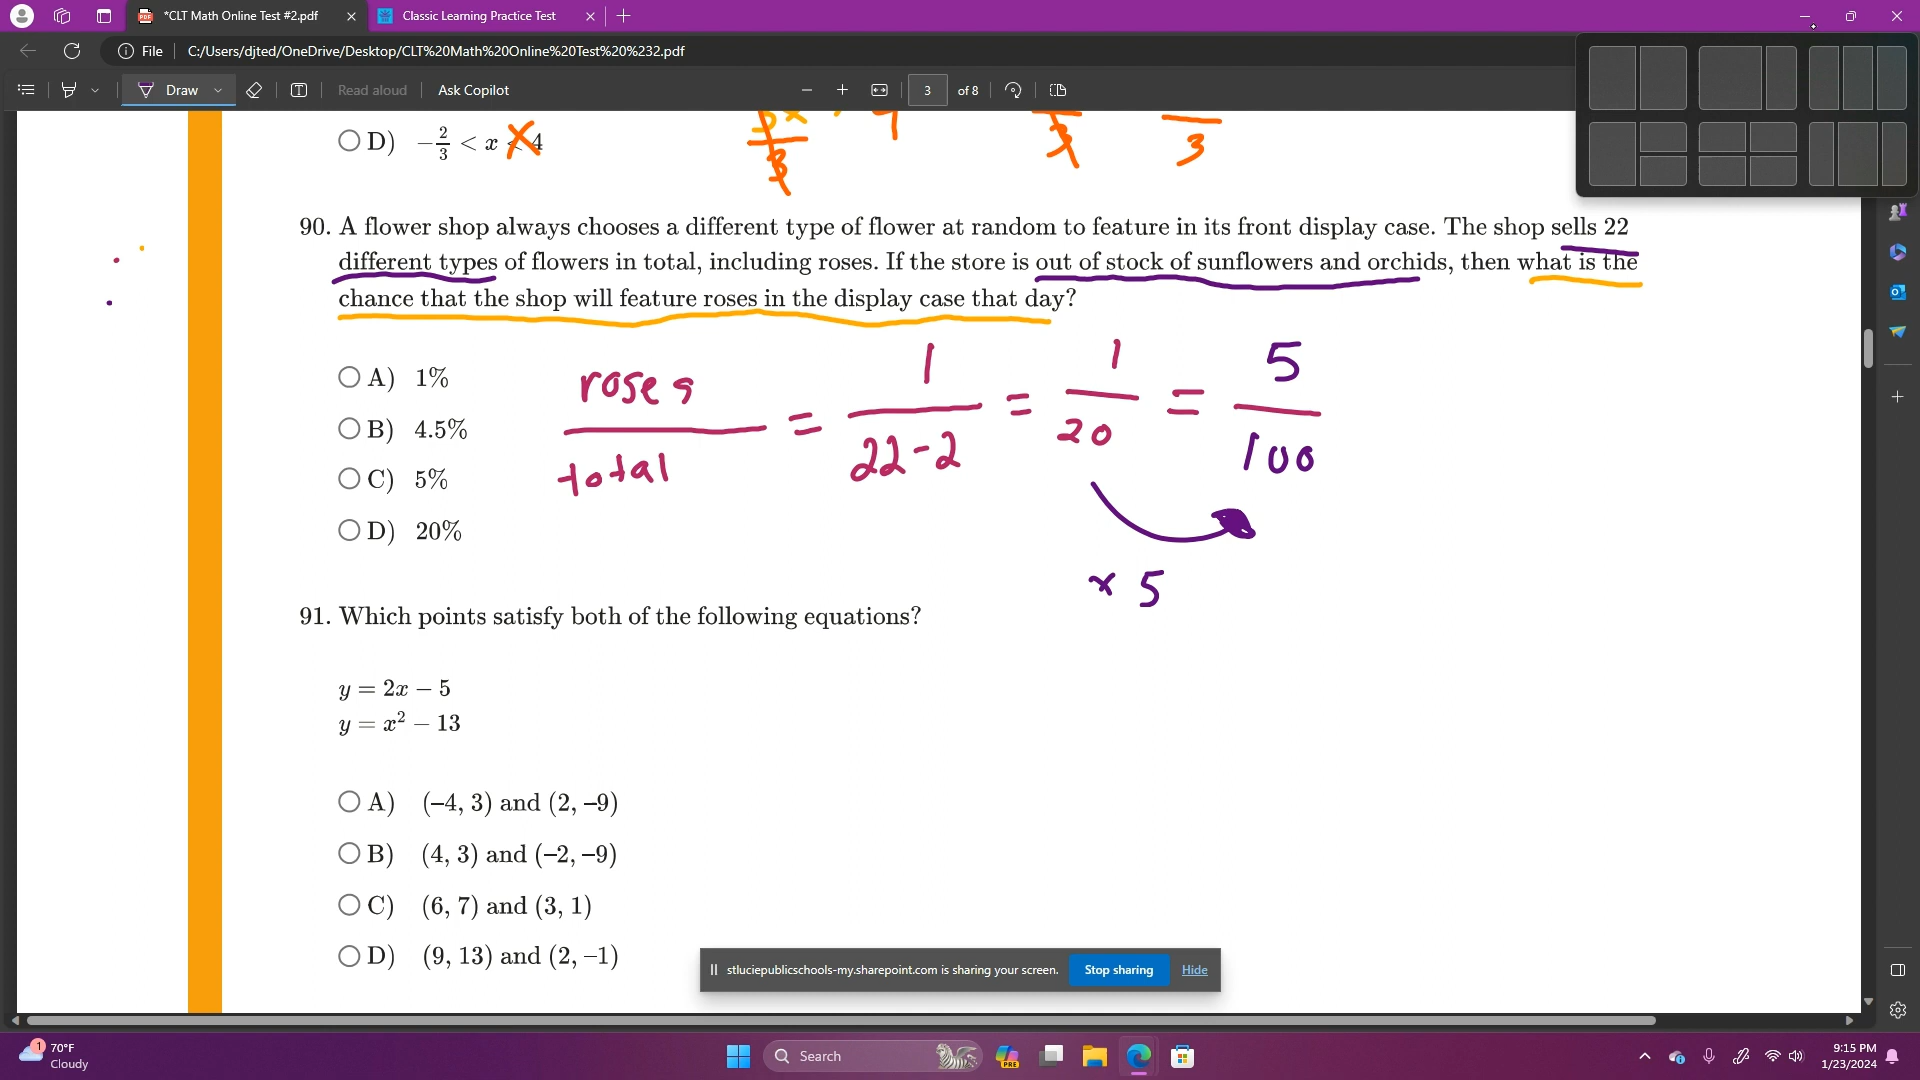 *CLT Math Online Test #2.pdf
Classic Learning Practice Test
File
C:/Users/djted/OneDrive/Desktop/CLT%20Math%20Online%20Test%20%232.pdf
Draw
Read aloud
Ask Copilot
3
of 8
D) −2/3 < x < 4
3
3
3
90. A flower shop always chooses a different type of flower at random to feature in its front display case. The shop sells 22
different types of flowers in total, including roses. If the store is out of stock of sunflowers and orchids, then what is the
chance that the shop will feature roses in the display case that day?
A) 1%
B) 4.5%
C) 5%
D) 20%
roses/total = 1/22-2 = 1/20 = 5/100
× 5
91. Which points satisfy both of the following equations?
y = 2x − 5
y = x² − 13
A) (−4, 3) and (2, −9)
B) (4, 3) and (−2, −9)
C) (6, 7) and (3, 1)
D) (9, 13) and (2, −1)
stluciepublicschools-my.sharepoint.com is sharing your screen.
Stop sharing
Hide
1
70°F
Cloudy
Search
PRE
9:15 PM
1/23/2024